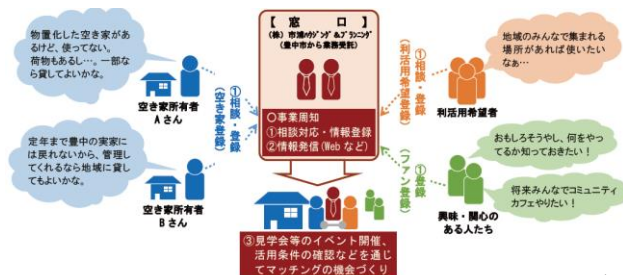 物置化した空き家があ
るけど、使ってない。
荷物もあるし…。一部な
ら貸してよいかな。
空き家所有者
Aさん
定年まで豊中の実家に
は戻れないから、管理し
てくれるなら地域に貸し
てもよいかな。
空き家所有者
Bさん
①相談・登録
(空き家登録)
【窓口】
(株)市浦ハウジング&プランニング
(豊中市から業務受託)
〇事業周知
①相談対応・情報登録
②情報発信(Webなど)
③見学会等のイベント開催、
活用条件の確認などを通じ
てマッチングの機会づくり
①相談・登録
(利活用希望登録)
①登録
(ファン登録)
地域のみんなで集まれる
場所があれば使いたい
なぁ…
利活用希望者
おもしろそうやし、何をやっ
てるか知っておきたい！
将来みんなでコミュニティ
カフェやりたい！
興味・関心の
ある人たち